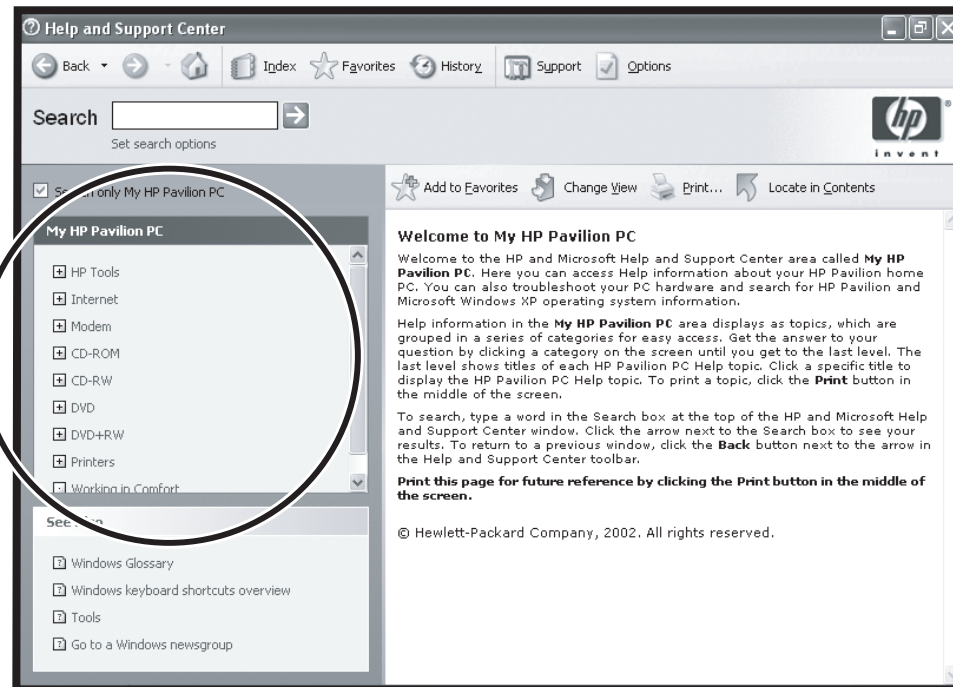 Help and Support Center
Back
Index
Favorites
History
Support
Options
Search
Set search options
hp
invent
Search only My HP Pavilion PC
My HP Pavilion PC
HP Tools
Internet
Modem
CD-ROM
CD-RW
DVD
DVD+RW
Printers
Working in Comfort
See Also
Windows Glossary
Windows keyboard shortcuts overview
Tools
Go to a Windows newsgroup
Add to Favorites
Change View
Print...
Locate in Contents
Welcome to My HP Pavilion PC
Welcome to the HP and Microsoft Help and Support Center area called My HP
Pavilion PC. Here you can access Help information about your HP Pavilion home
PC. You can also troubleshoot your PC hardware and search for HP Pavilion and
Microsoft Windows XP operating system information.
Help information in the My HP Pavilion PC area displays as topics, which are
grouped in a series of categories for easy access. Get the answer to your
question by clicking a category on the screen until you get to the last level. The
last level shows titles of each HP Pavilion PC Help topic. Click a specific title to
display the HP Pavilion PC Help topic. To print a topic, click the Print button in
the middle of the screen.
To search, type a word in the Search box at the top of the HP and Microsoft Help
and Support Center window. Click the arrow next to the Search box to see your
results. To return to a previous window, click the Back button next to the arrow in
the Help and Support Center toolbar.
Print this page for future reference by clicking the Print button in the middle of
the screen.
© Hewlett-Packard Company, 2002. All rights reserved.